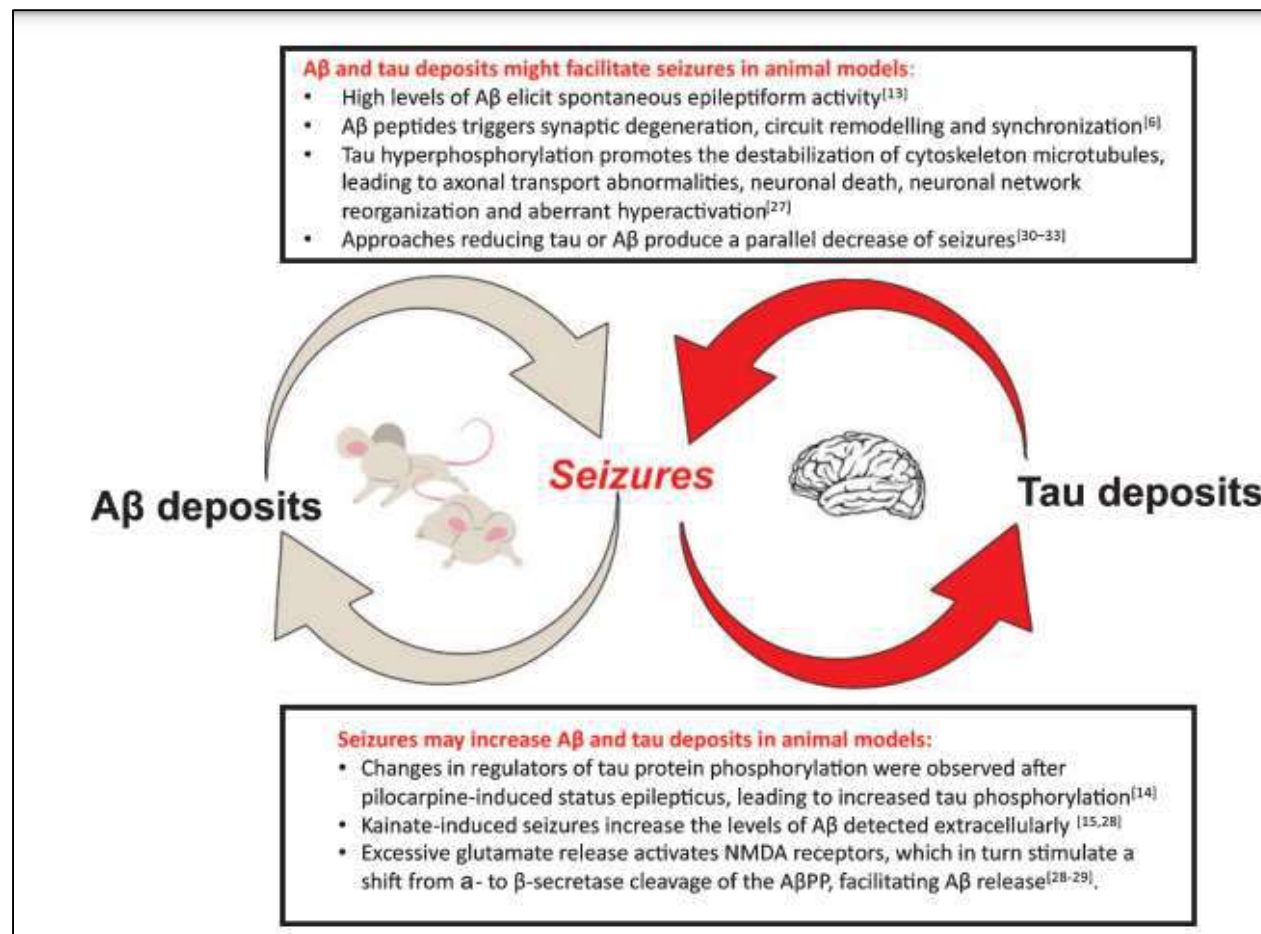 Aβ and tau deposits might facilitate seizures in animal models:
• High levels of Aβ elicit spontaneous epileptiform activity[13]
• Aβ peptides triggers synaptic degeneration, circuit remodelling and synchronization[6]
• Tau hyperphosphorylation promotes the destabilization of cytoskeleton microtubules,
leading to axonal transport abnormalities, neuronal death, neuronal network
reorganization and aberrant hyperactivation[27]
• Approaches reducing tau or Aβ produce a parallel decrease of seizures[30–33]
Aβ deposits
Seizures
Tau deposits
Seizures may increase Aβ and tau deposits in animal models:
• Changes in regulators of tau protein phosphorylation were observed after
pilocarpine-induced status epilepticus, leading to increased tau phosphorylation[14]
• Kainate-induced seizures increase the levels of Aβ detected extracellularly [15,28]
• Excessive glutamate release activates NMDA receptors, which in turn stimulate a
shift from a- to β-secretase cleavage of the AβPP, facilitating Aβ release[28-29].